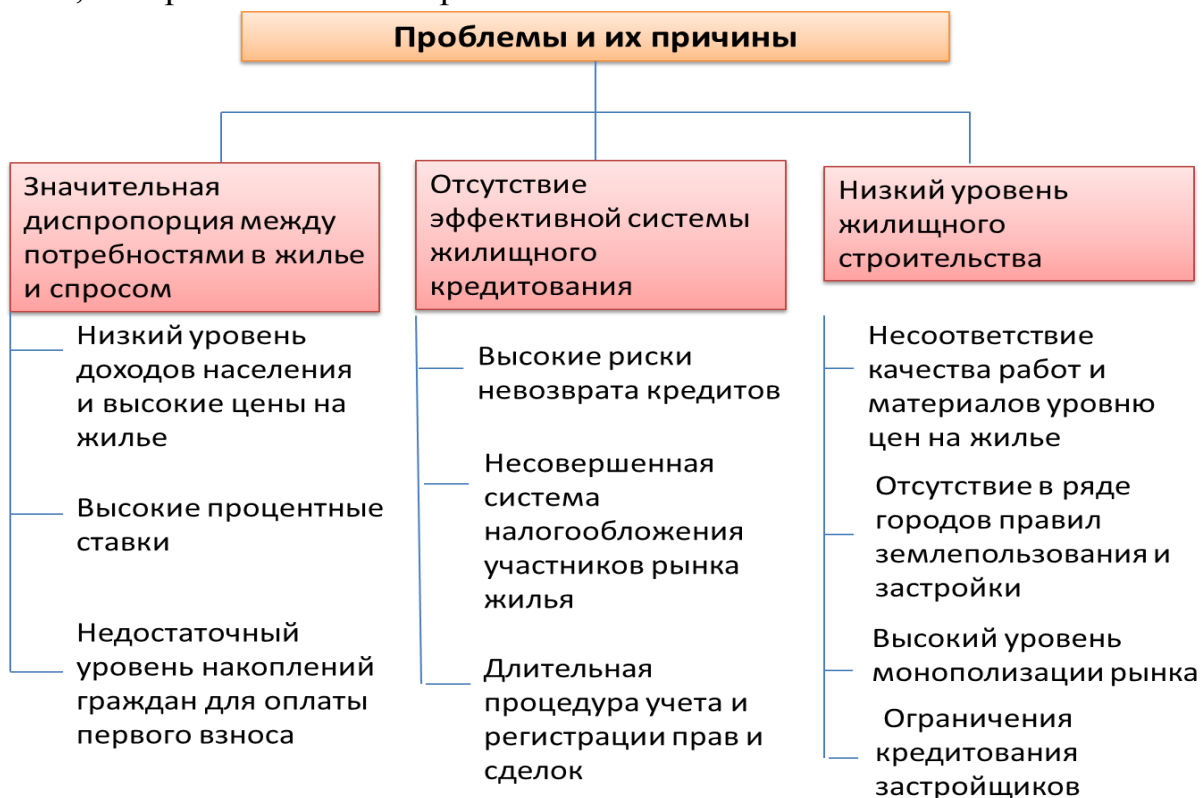 Проблемы и их причины
Значительная
диспропорция между
потребностями в жилье
и спросом
Низкий уровень
доходов населения
и высокие цены на
жилье
Высокие процентные
ставки
Недостаточный
уровень накоплений
граждан для оплаты
первого взноса
Отсутствие
эффективной системы
жилищного
кредитования
Высокие риски
невозврата кредитов
Несовершенная
система
налогообложения
участников рынка
жилья
Длительная
процедура учета и
регистрации прав и
сделок
Низкий уровень
жилищного
строительства
Несоответствие
качества работ и
материалов уровню
цен на жилье
Отсутствие в ряде
городов правил
землепользования и
застройки
Высокий уровень
монополизации рынка
Ограничения
кредитования
застройщиков